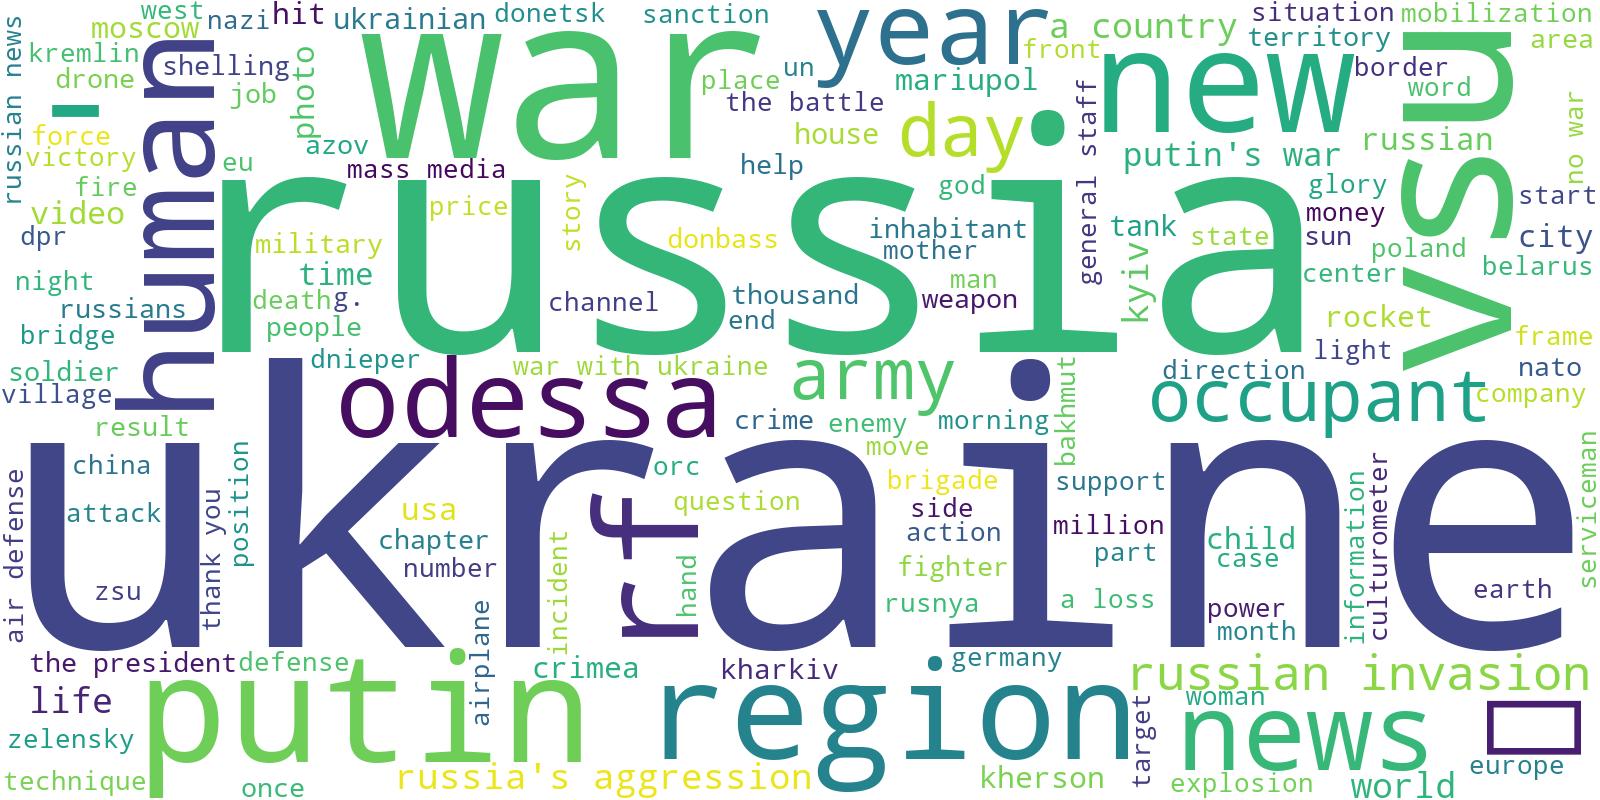 west
nazi
hit
ukrainian
donetsk
sanction
year
a country
situation
mobilization
moscow
kremlin
drone
shelling
job
photo
war
place
un
front
new
territory
border
area
russian news
human
mariupol
the battle
house
day
word
vsu
no war
force
victory
fire
video
dpr
azov
eu
mass media
help
general staff
russian
putin's war
god
glory
start
money
sun
city
poland
belarus
russia
price
story
military
time
death
g.
people
donbass
inhabitant
mother
man
weapon
channel
thousand
end
tank
kyiv
state
center
rocket
light
frame
nato
company
night
russians
bridge
soldier
village
dnieper
war with ukraine
army
direction
occupant
odessa
crime
enemy
morning
bakhmut
result
move
ukraine
china
attack
air defense
thank you
position
zsu
usa
chapter
number
orc
question
rf
hand
incident
brigade
side
action
fighter
rusnya
support
million
part
a loss
child
case
power
month
information
culturometer
serviceman
earth
the president
defense
airplane
crimea
kharkiv
germany
russian invasion
life
putin
region
woman
news
target
zelensky
technique
once
russia's aggression
kherson
explosion
world
europe